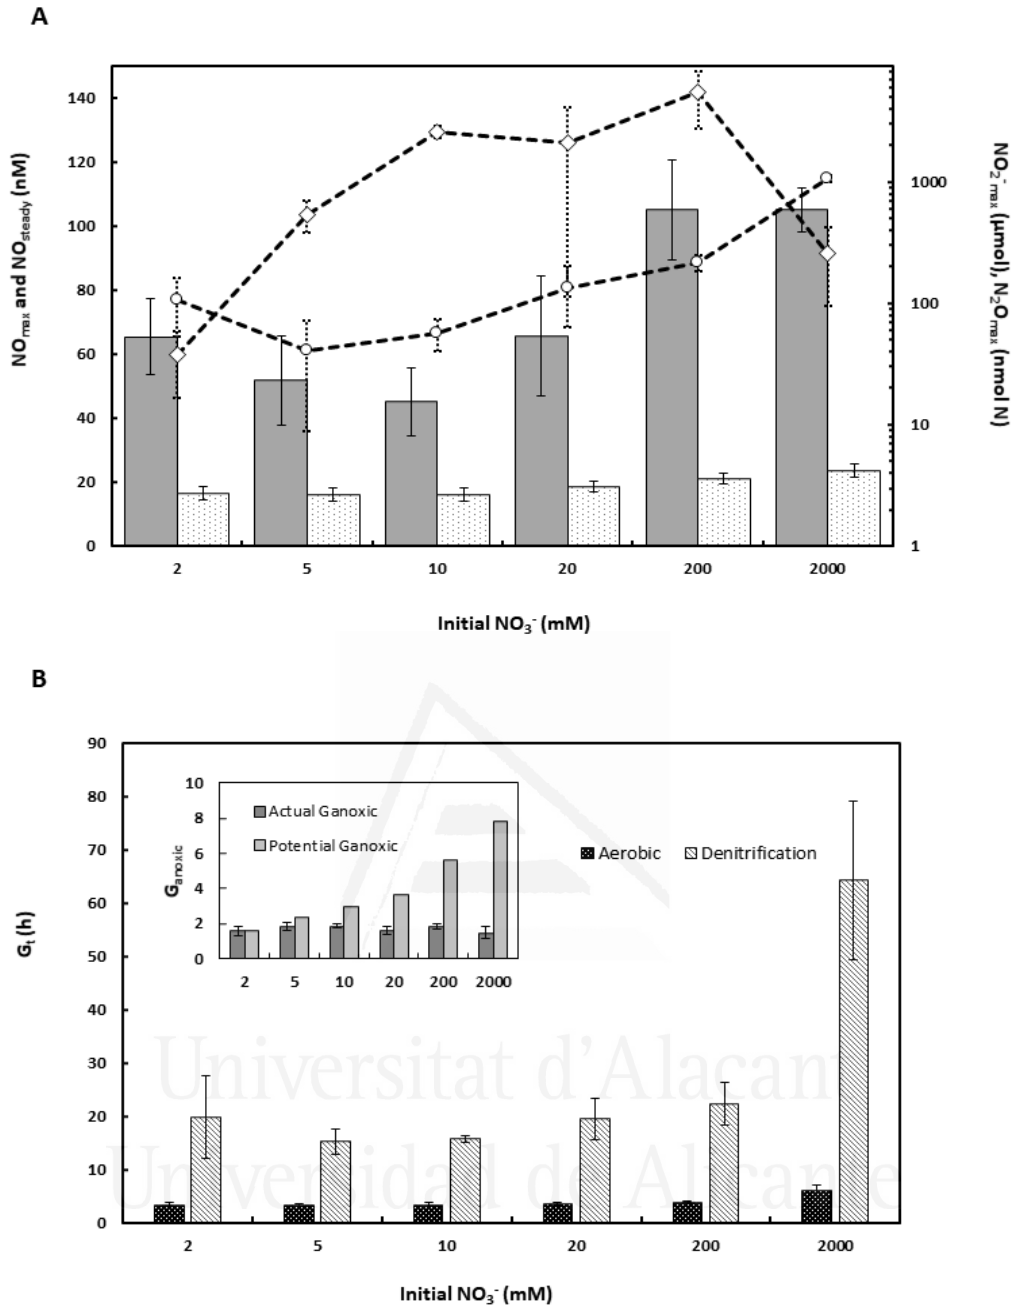 A
140
120
100
80
60
40
20
0
NOmax and NOsteady (nM)
1000
100
10
1
NO2⁻max (μmol), N2Omax (nmol N)
2 5 10 20 200 2000
Initial NO3⁻ (mM)
B
90
80
70
60
50
40
30
20
10
0
Gt (h)
10
8
6
4
2
0
Ganoxic
Actual Ganoxic
Potential Ganoxic
2 5 10 20 200 2000
Aerobic Denitrification
Universitat d'Alacant
Universidad de Alicante
2 5 10 20 200 2000
Initial NO3⁻ (mM)